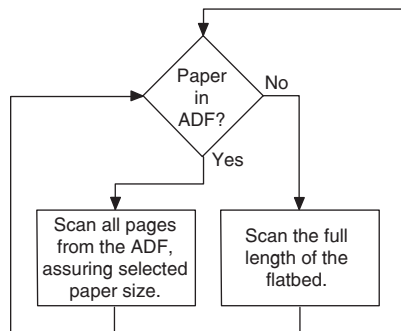 Paper
in
ADF?
No
Yes
Scan all pages
from the ADF,
assuring selected
paper size.
Scan the full
length of the
flatbed.